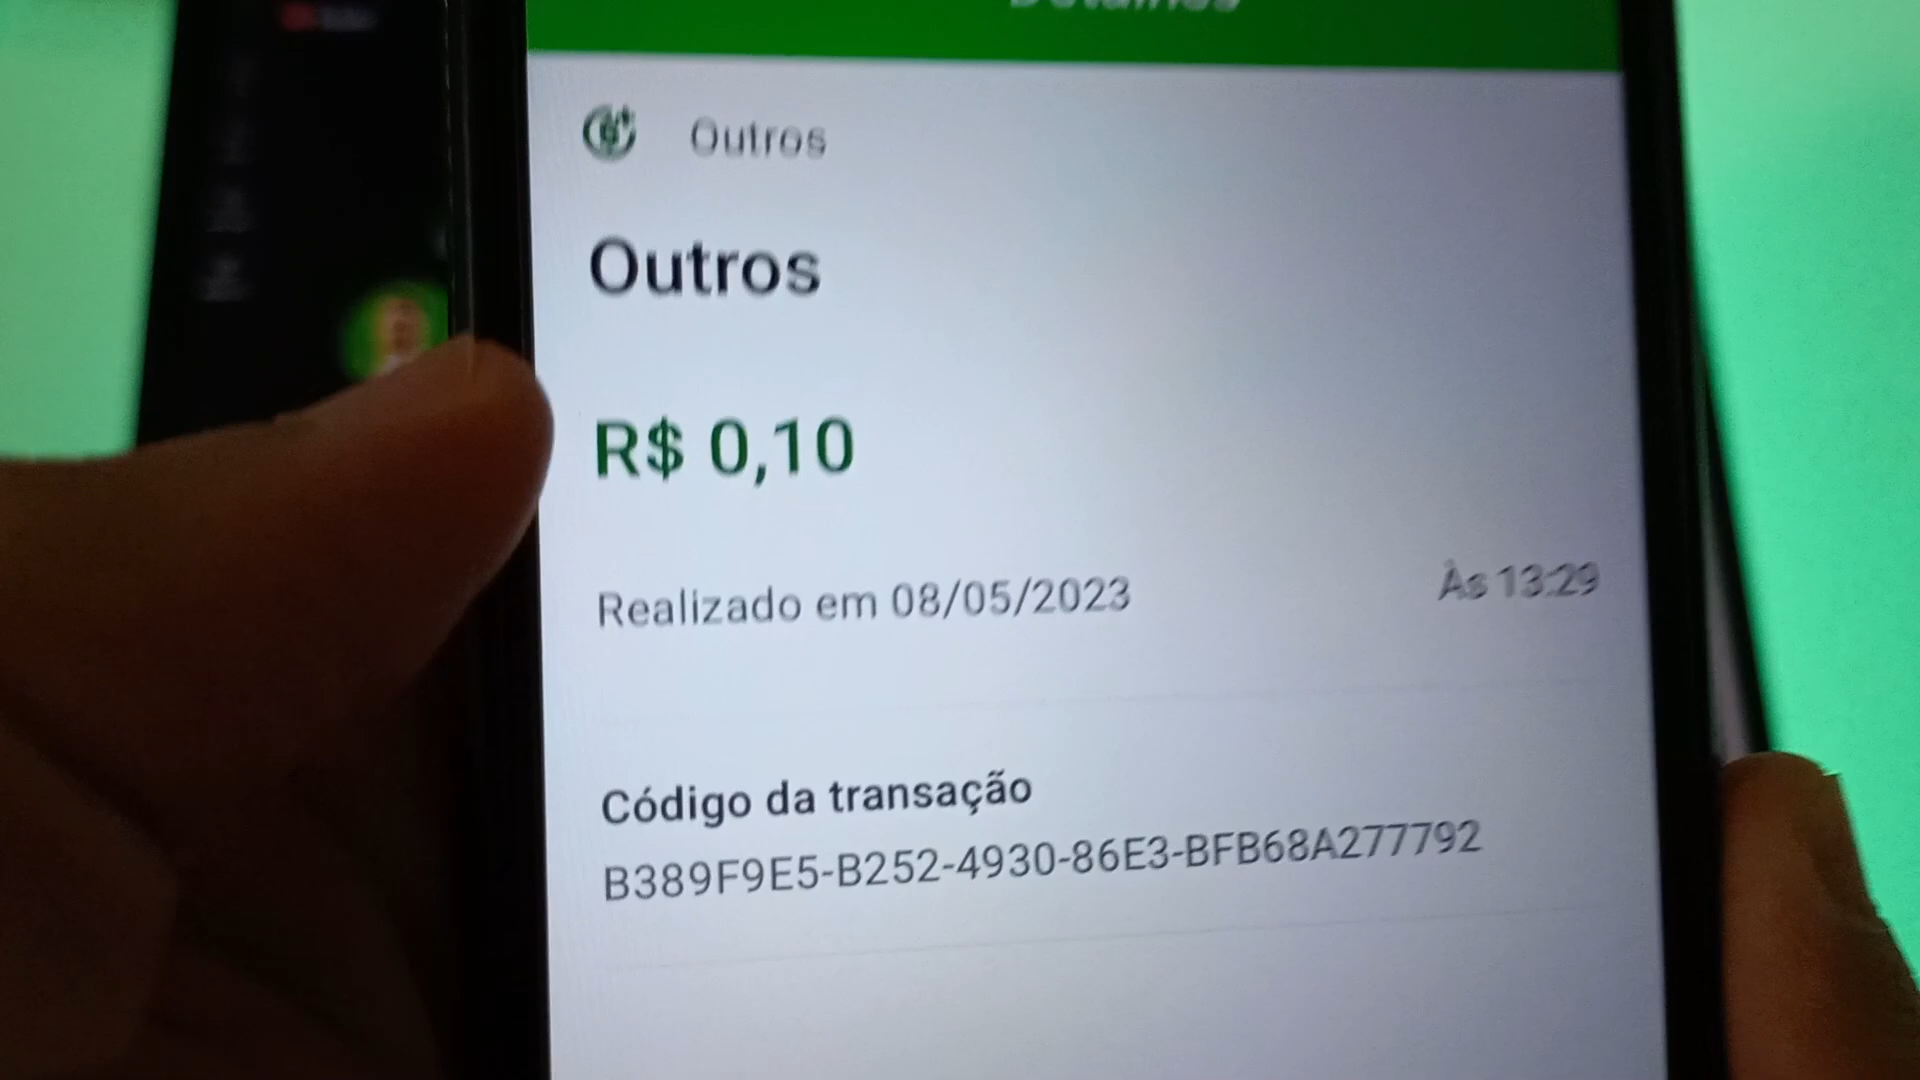 Detalhes
Outros
Outros
R$ 0,10
Realizado em 08/05/2023
Às 13:29
Código da transação
B389F9E5-B252-4930-86E3-BFB68A277792